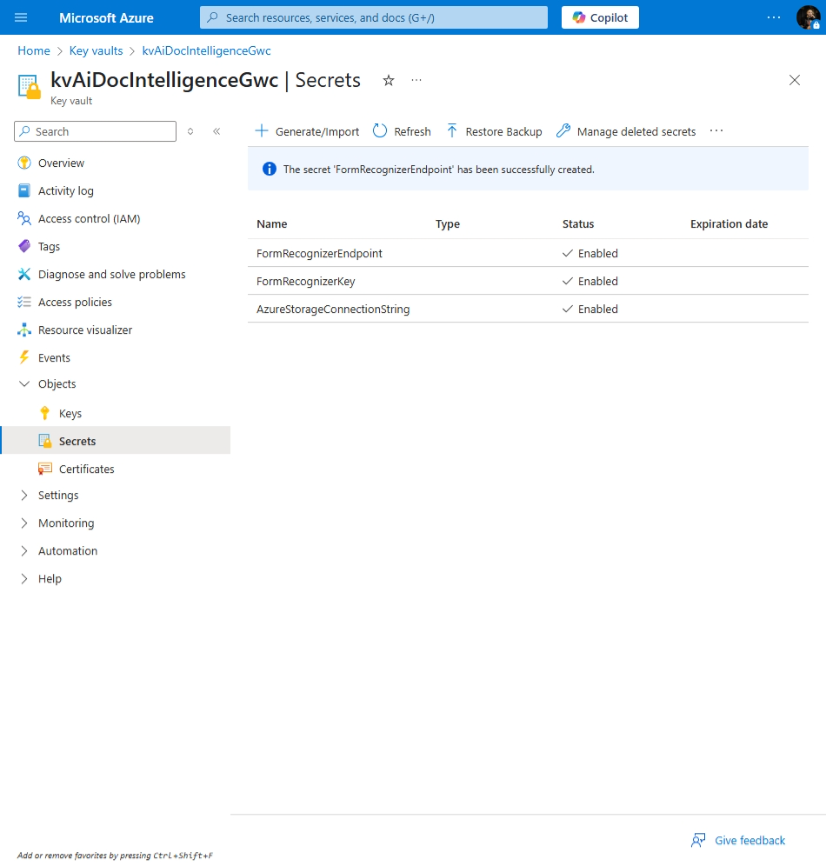 Microsoft Azure
Search resources, services, and docs (G+/)
Copilot
···
Home > Key vaults > kvAiDocIntelligenceGwc
kvAiDocIntelligenceGwc | Secrets
···
Key vault
Search
Generate/Import
Refresh
Restore Backup
Manage deleted secrets
···
Overview
Activity log
Access control (IAM)
Tags
Diagnose and solve problems
Access policies
Resource visualizer
Events
Objects
Keys
Secrets
Certificates
Settings
Monitoring
Automation
Help
The secret 'FormRecognizerEndpoint' has been successfully created.
Name Type Status Expiration date
FormRecognizerEndpoint Enabled
FormRecognizerKey Enabled
AzureStorageConnectionString Enabled
Give feedback
Add or remove favorites by pressing Ctrl+Shift+F